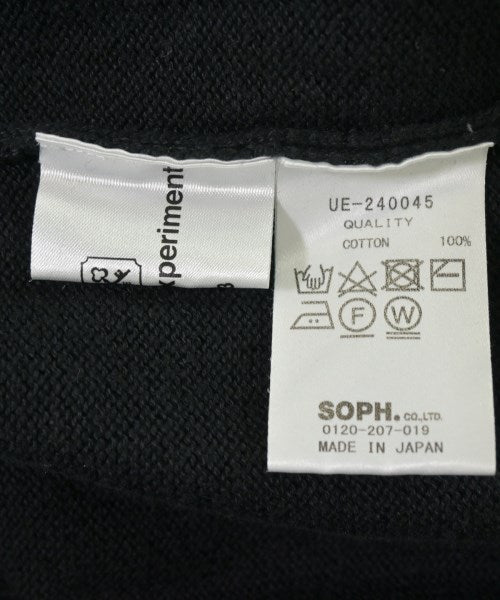 xperiment
UE-240045
QUALITY
COTTON 100%
F W
SOPH. CO.,LTD.
0120-207-019
MADE IN JAPAN